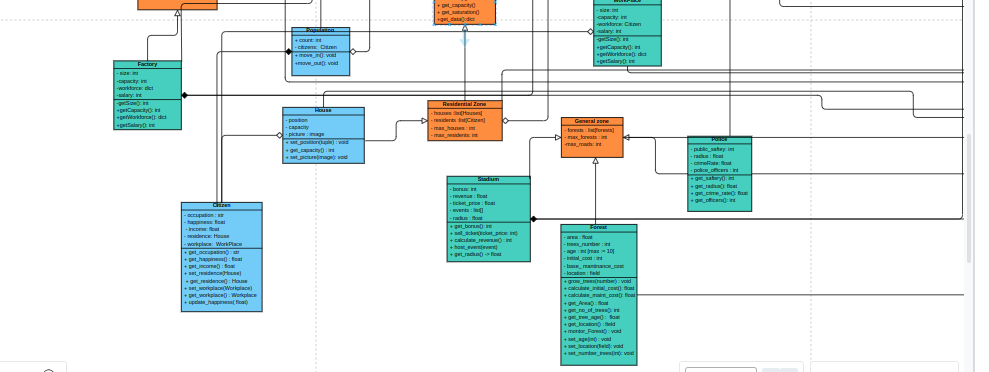 + get_capacity()
+ get_saturation()
+get_data():dict
WorkPlace
- size: int
-capacity: int
-workforce: Citizen
-salary: int
-getSize(): int
+getCapacity(): int
+getWorkforce(): dict
+getSalary(): int
Population
+ count: int
- citizens: Citizen
+ move_in(): void
+move_out(): void
Factory
- size: int
-capacity: int
-workforce: dict
-salary: int
-getSize(): int
+getCapacity(): int
+getWorkforce(): dict
+getSalary(): int
House
- position
- capacity
- picture : image
+ set_position(tuple) : void
+ get_capacity() : int
+ set_picture(image): void
Residential Zone
- houses: list[Houses]
- residents: list[Citizen]
- max_houses : int
- max_residents: int
General zone
- forests : list[forests]
- max_forests : int
-max_roads: int
Police
- public_saftey: int
- radius : float
- crimeRate: float
- police_officers : int
+ get_saftery(): int
+ get_radius(): float
+ get_crime_rate(): float
+ get_officers(): int
Stadium
- bonus: int
- revenue : float
- ticket_price : float
- events : list[]
- radius : float
+ get_bonus(): int
+ sell_ticket(ticket_price: int)
+ calculate_revenue() : int
+ host_event(event)
+ get_radius() -> float
Citizen
- occupation : str
- happiness: float
- income: float
- residence: House
- workplace: WorkPlace
+ get_occupation() : str
+ get_happiness() : float
+ get_income() : float
+ set_residence(House)
+ get_residence() : House
+ set_workplace(Workplace)
+ get_workplace() : Workplace
+ update_happiness( float)
Forest
- area : float
- trees_number : int
- age : int [max := 10]
- initial_cost : int
- base_ maintinance_cost
- location : field
+ grow_trees(number) : void
+ calculate_initial_cost(): float
+ calculate_maint_cost(): float
+ get_Area() : float
+ get_no_of_trees(): int
+ get_tree_age() : float
+ get_location() : field
+ montor_Forest() : void
+ set_age(int) : void
+ set_location(field): void
+ set_number_trees(int): void